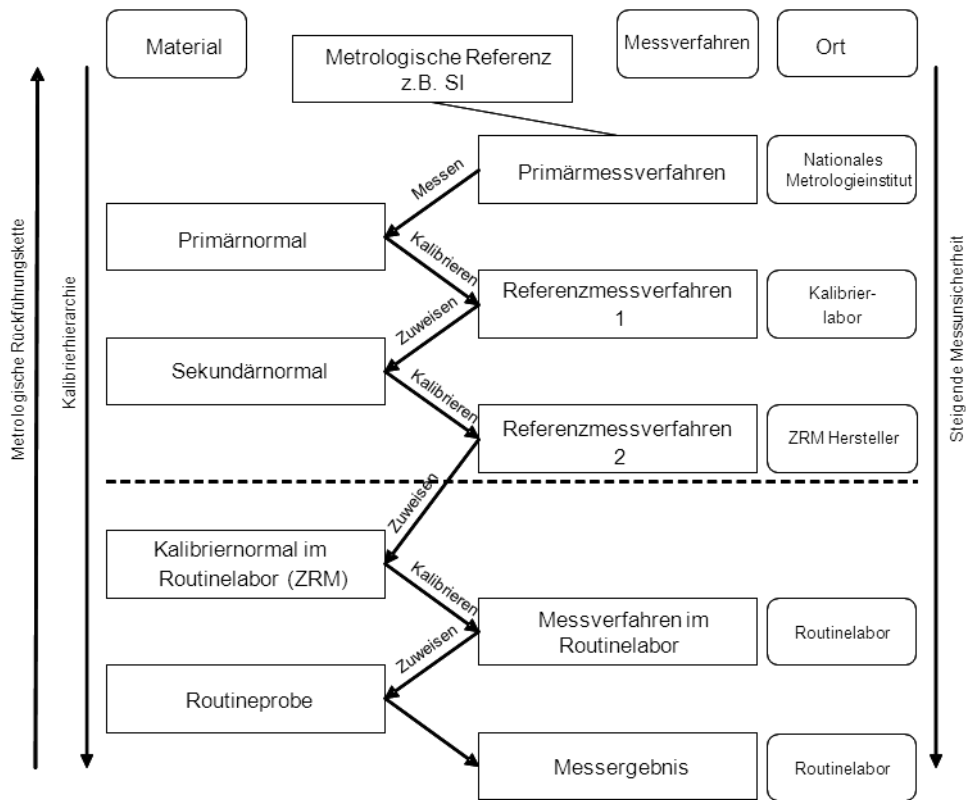 Material
Metrologische Referenz
z.B. SI
Messverfahren
Ort
Primärmessverfahren
Nationales
Metrologieinstitut
Messen
Primärnormal
Kalibrieren
Referenzmessverfahren
1
Kalibrier-
labor
Zuweisen
Sekundärnormal
Kalibrieren
Referenzmessverfahren
2
ZRM Hersteller
Zuweisen
Kalibriernormal im
Routinelabor (ZRM)
Kalibrieren
Messverfahren im
Routinelabor
Routinelabor
Zuweisen
Routineprobe
Messergebnis
Routinelabor
Metrologische Rückführungskette
Kalibrierhierarchie
Steigende Messunsicherheit